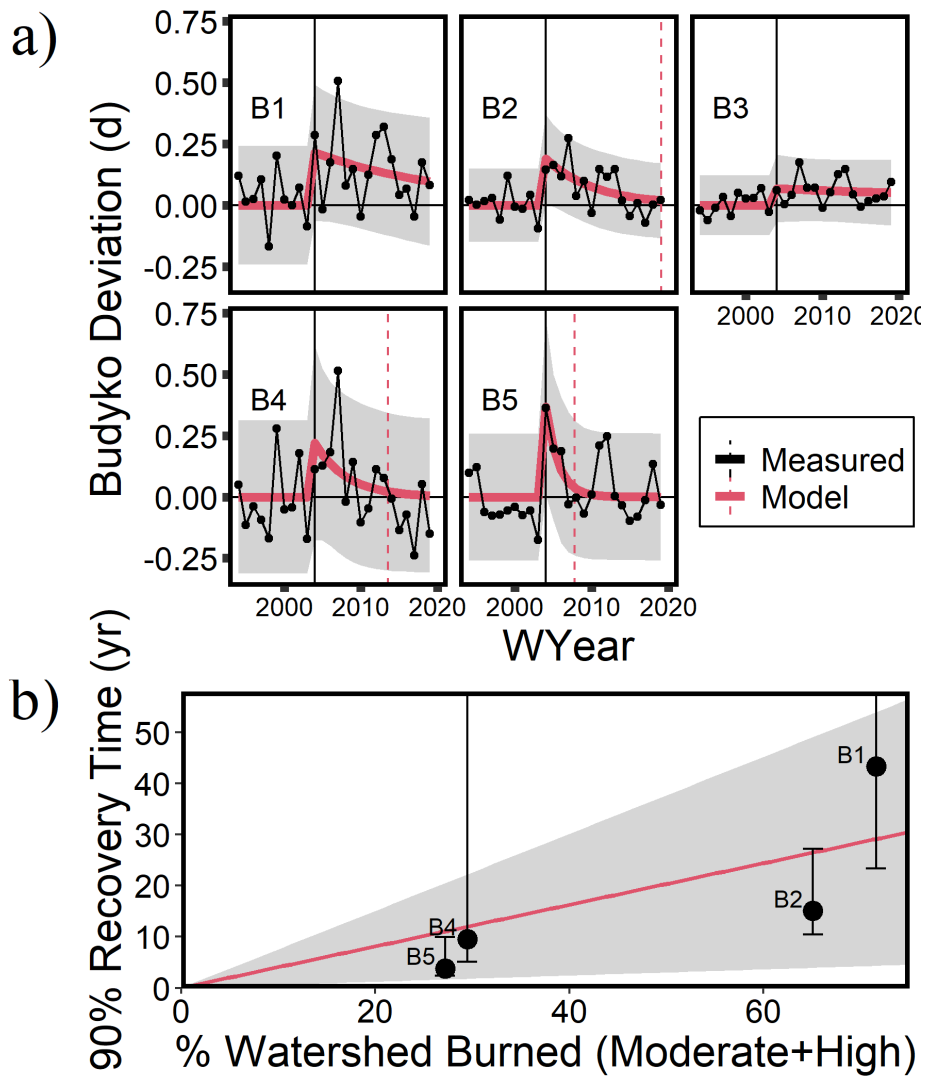 a)
Budyko Deviation (d)
0.75
0.50
0.25
0.00
-0.25
B1
B2
B3
2000
2010
2020
0.75
0.50
0.25
0.00
-0.25
B4
B5
2000
2010
2020
2000
2010
2020
Measured
Model
WYear
b)
90% Recovery Time (yr)
50
40
30
20
10
0
B1
B2
B4
B5
0
20
40
60
% Watershed Burned (Moderate+High)